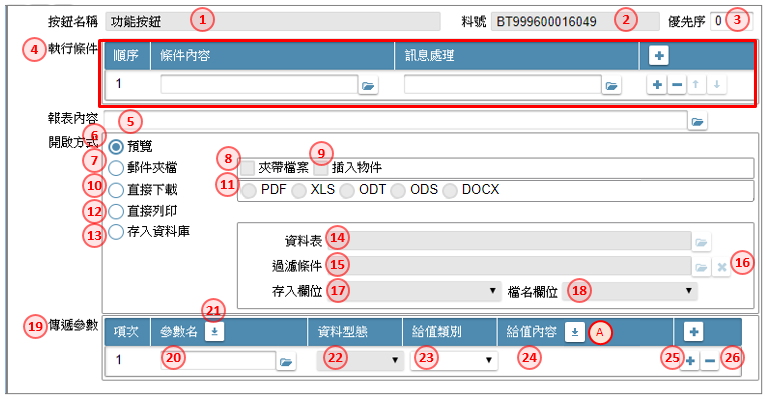 按鈕名稱 功能按鈕 1 料號 BT999600016049 2 優先序 0 3
4 執行條件 順序 條件內容 訊息處理
1
報表內容 5
開啟方式 6 預覽
7 郵件夾檔 8 夾帶檔案 9 插入物件
10 直接下載 11 PDF XLS ODT ODS DOCX
12 直接列印
13 存入資料庫
資料表 14
過濾條件 15 16
存入欄位 17 檔名欄位 18
19 傳遞參數 項次 參數名 21 資料型態 給值類別 給值內容 A
1 20 22 23 24 25 26